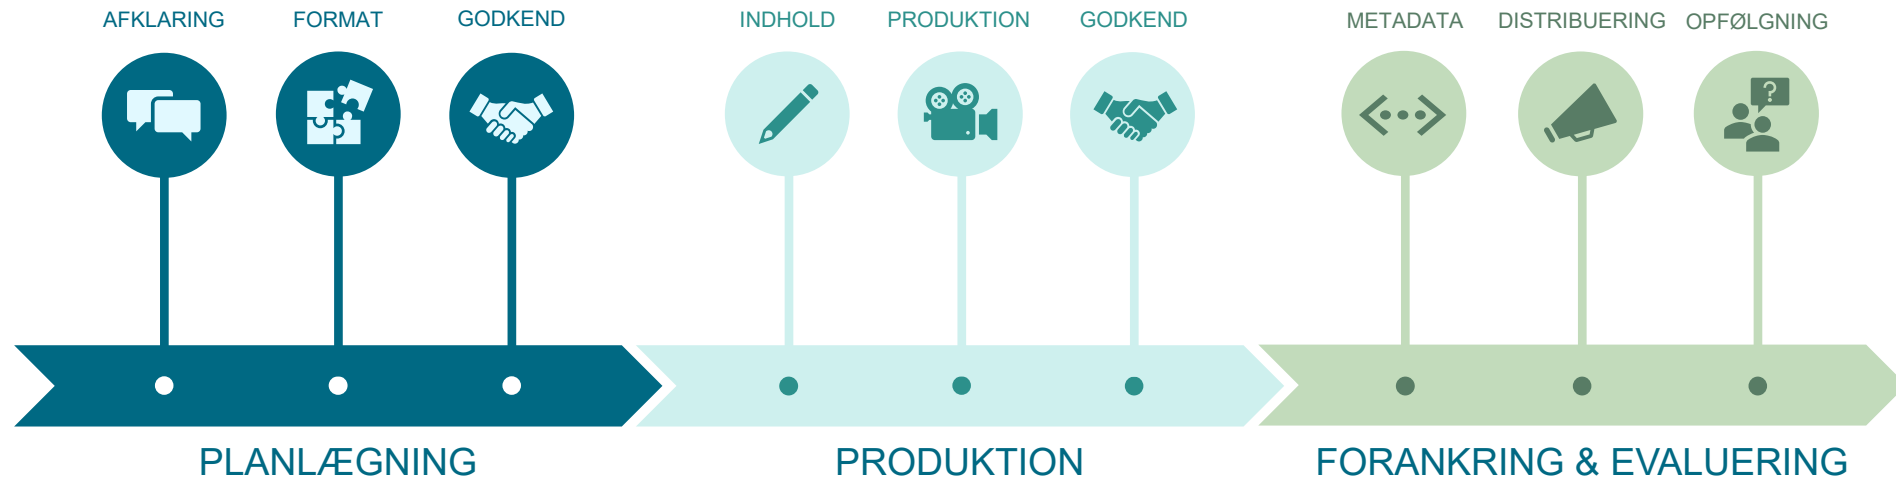 AFKLARING
FORMAT
GODKEND
INDHOLD
PRODUKTION
GODKEND
METADATA
DISTRIBUERING
OPFØLGNING
?
PLANLÆGNING
PRODUKTION
FORANKRING & EVALUERING